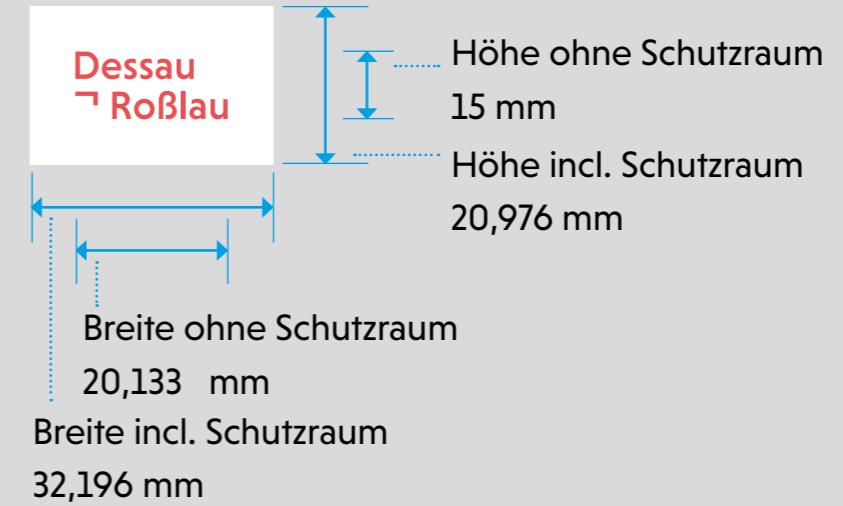 Dessau
¬ Roßlau
Höhe ohne Schutzraum
15 mm
Höhe incl. Schutzraum
20,976 mm
Breite ohne Schutzraum
20,133 mm
Breite incl. Schutzraum
32,196 mm